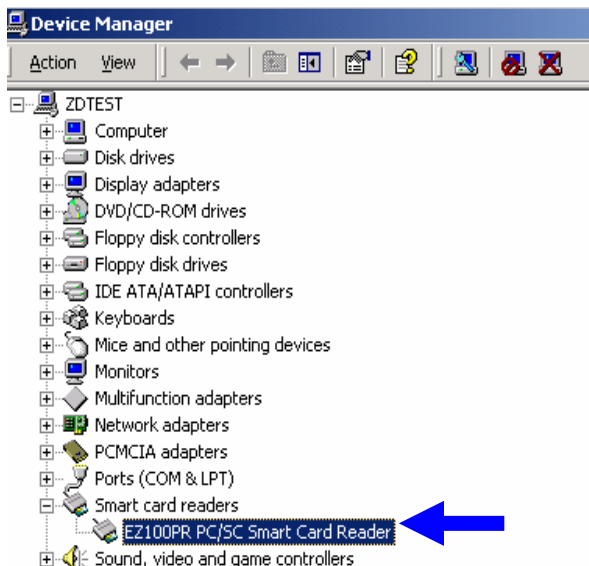 Device Manager
Action View
ZDTEST
Computer
Disk drives
Display adapters
DVD/CD-ROM drives
Floppy disk controllers
Floppy disk drives
IDE ATA/ATAPI controllers
Keyboards
Mice and other pointing devices
Monitors
Multifunction adapters
Network adapters
PCMCIA adapters
Ports (COM & LPT)
Smart card readers
EZ100PR PC/SC Smart Card Reader
Sound, video and game controllers